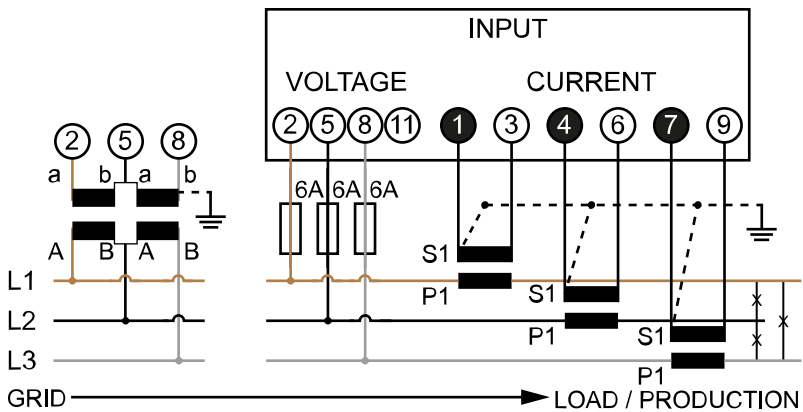 INPUT
VOLTAGE CURRENT
2 5 8 11 1 3 4 6 7 9
2 5 8
a b a b
6A 6A 6A
A B A B
S1
L1
P1 S1
L2
P1 S1
L3
P1
GRID LOAD / PRODUCTION